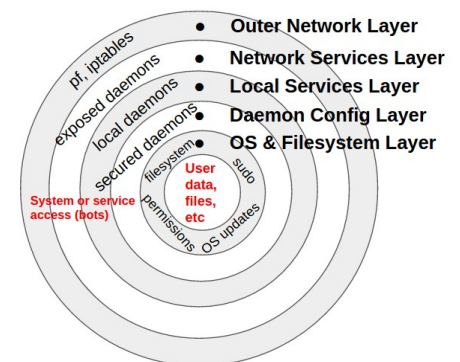 Outer Network Layer
Network Services Layer
Local Services Layer
Daemon Config Layer
OS & Filesystem Layer
pf, iptables
exposed daemons
local daemons
secured daemons
filesystem
sudo
permissions
OS updates
User
data,
files,
etc
System or service
access (bots)